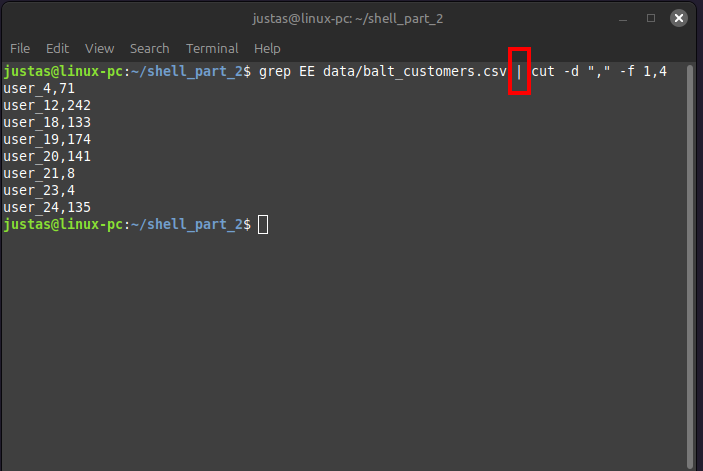 justas@linux-pc: ~/shell_part_2
File Edit View Search Terminal Help
justas@linux-pc:~/shell_part_2$ grep EE data/balt_customers.csv | cut -d "," -f 1,4
user_4,71
user_12,242
user_18,133
user_19,174
user_20,141
user_21,8
user_23,4
user_24,135
justas@linux-pc:~/shell_part_2$